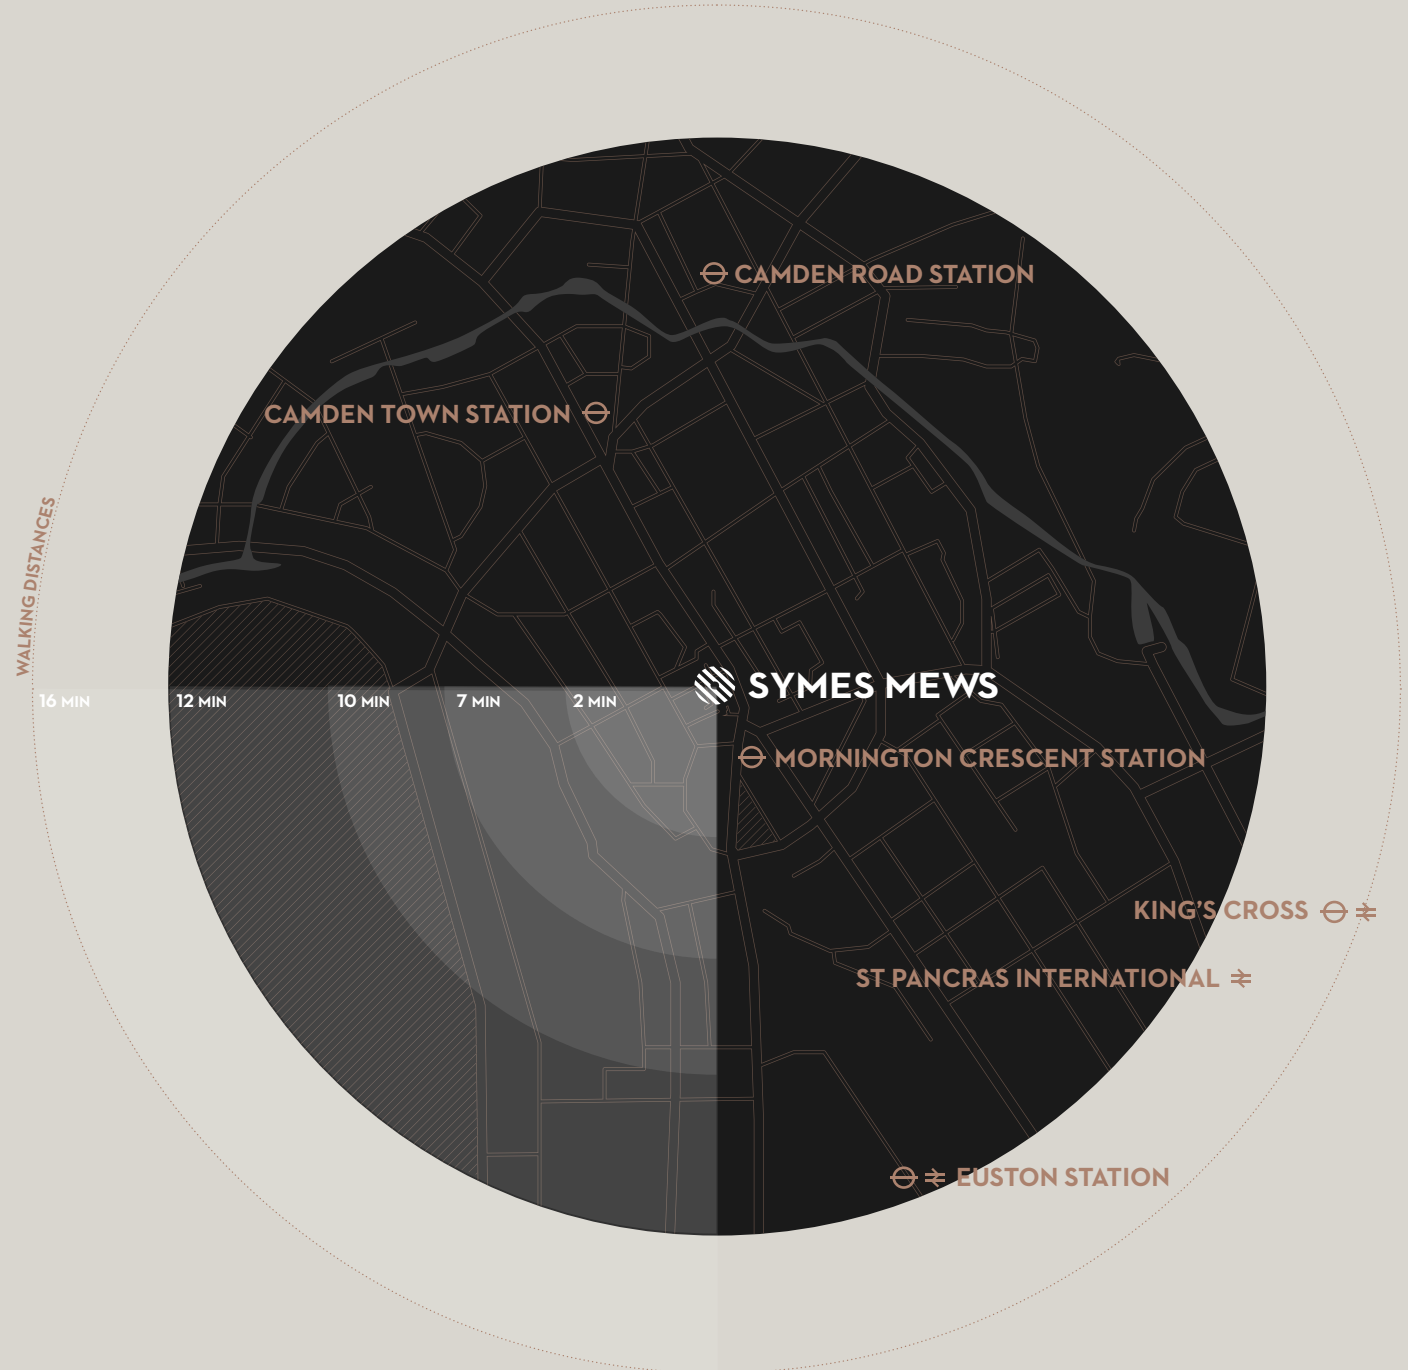 CAMDEN ROAD STATION
CAMDEN TOWN STATION
WALKING DISTANCES
SYMES MEWS
16 MIN
12 MIN
10 MIN
7 MIN
2 MIN
MORNINGTON CRESCENT STATION
KING’S CROSS
ST PANCRAS INTERNATIONAL
EUSTON STATION